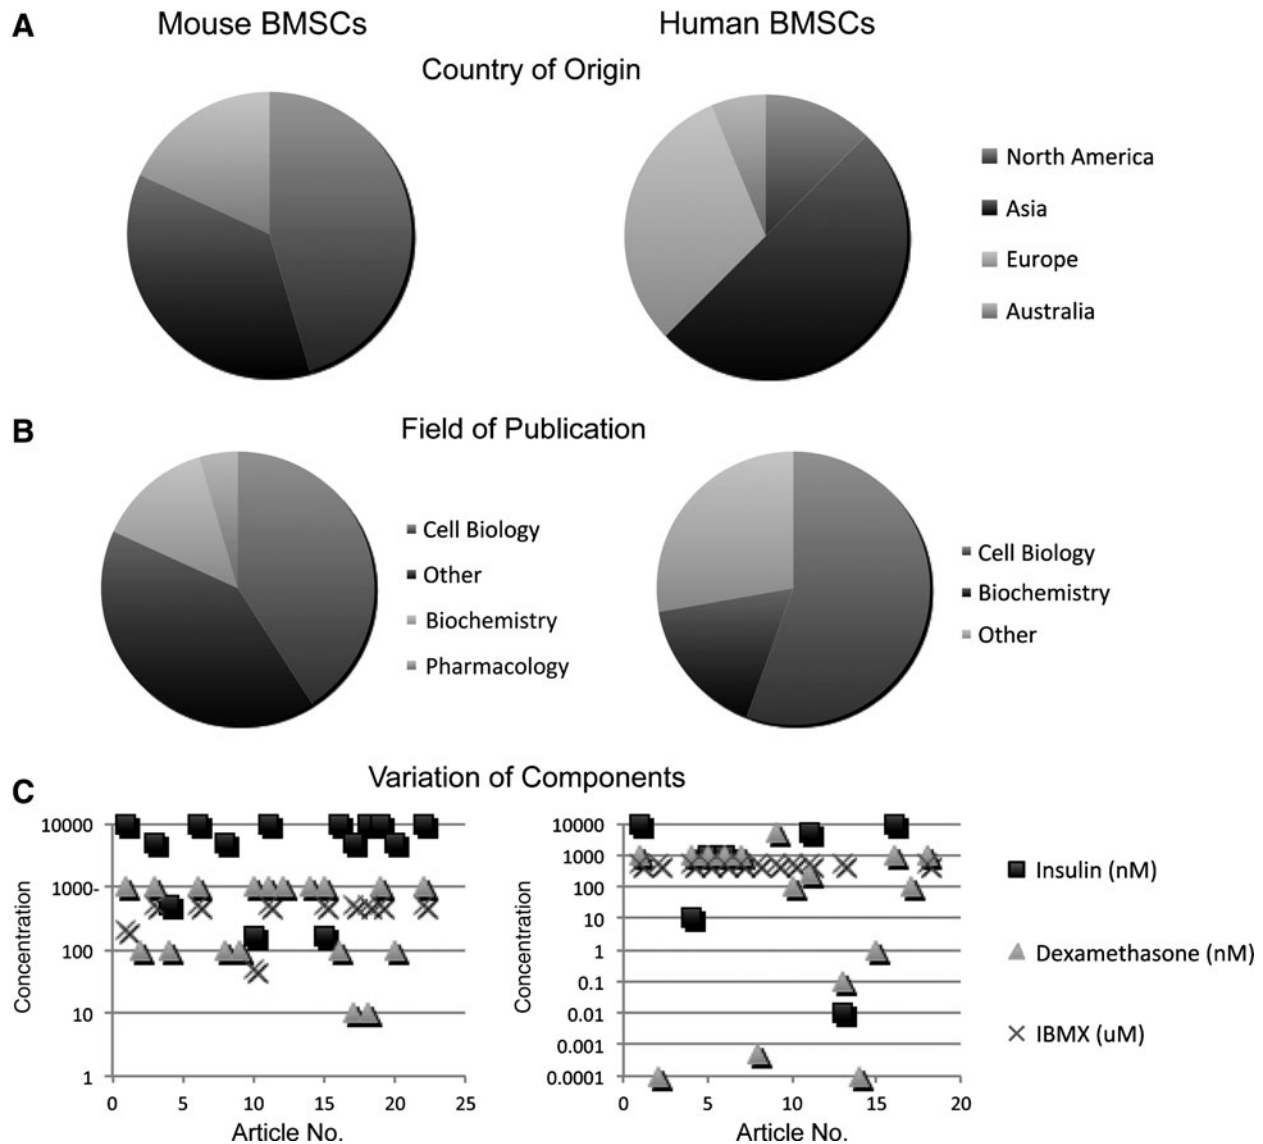 A
Mouse BMSCs
Human BMSCs
Country of Origin
North America
Asia
Europe
Australia
B
Field of Publication
Cell Biology
Other
Biochemistry
Pharmacology
Cell Biology
Biochemistry
Other
C
Variation of Components
Concentration
10000
1000-
100
10
1
0 5 10 15 20 25
Article No.
Concentration
10000
1000
100
10
1
0.1
0.01
0.001
0.0001
0 5 10 15 20
Article No.
Insulin (nM)
Dexamethasone (nM)
IBMX (uM)